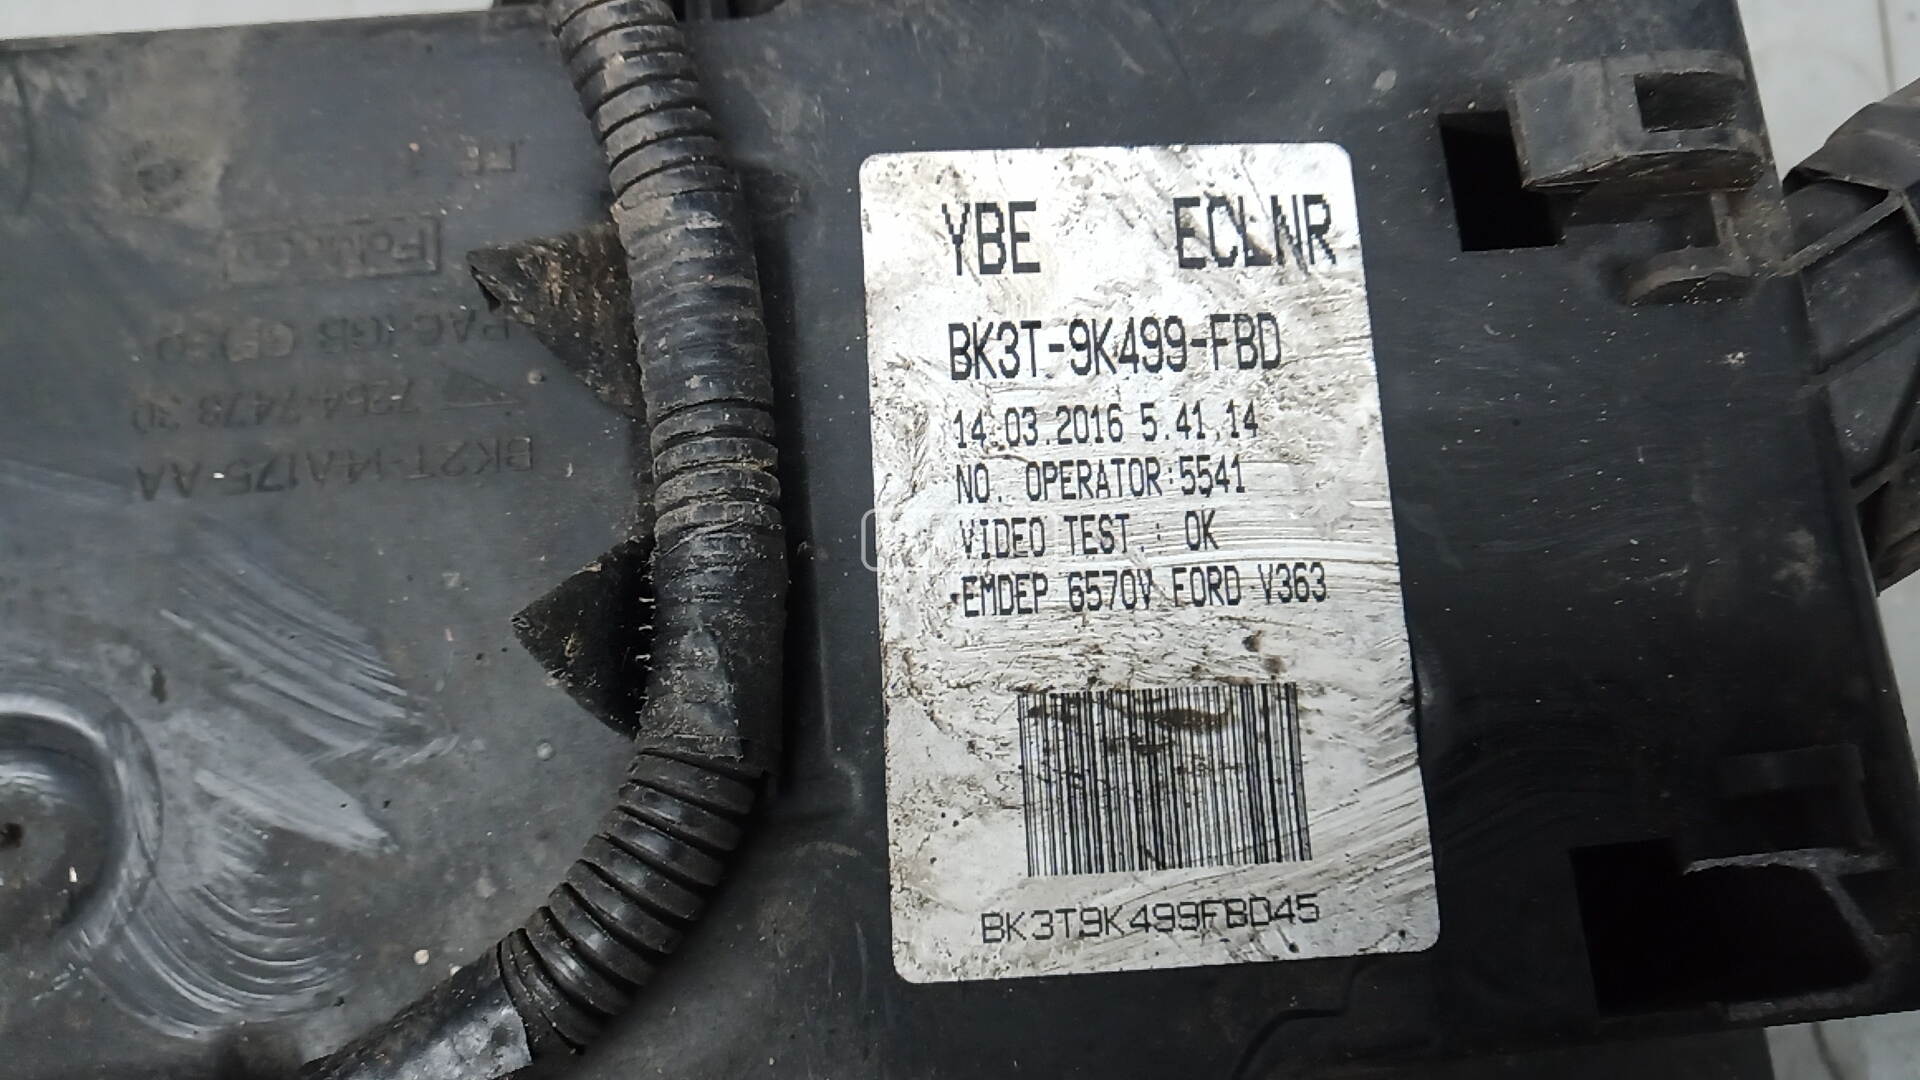 YBE ECLNR
BK3T-9K499-FBD
14.03.2016 5.41.14
NO. OPERATOR:5541
VIDEO TEST.: OK
EMDEP 6570V FORD V363
BK3T9K499FBD45
BK2T-14A175-AA
FoMoCo